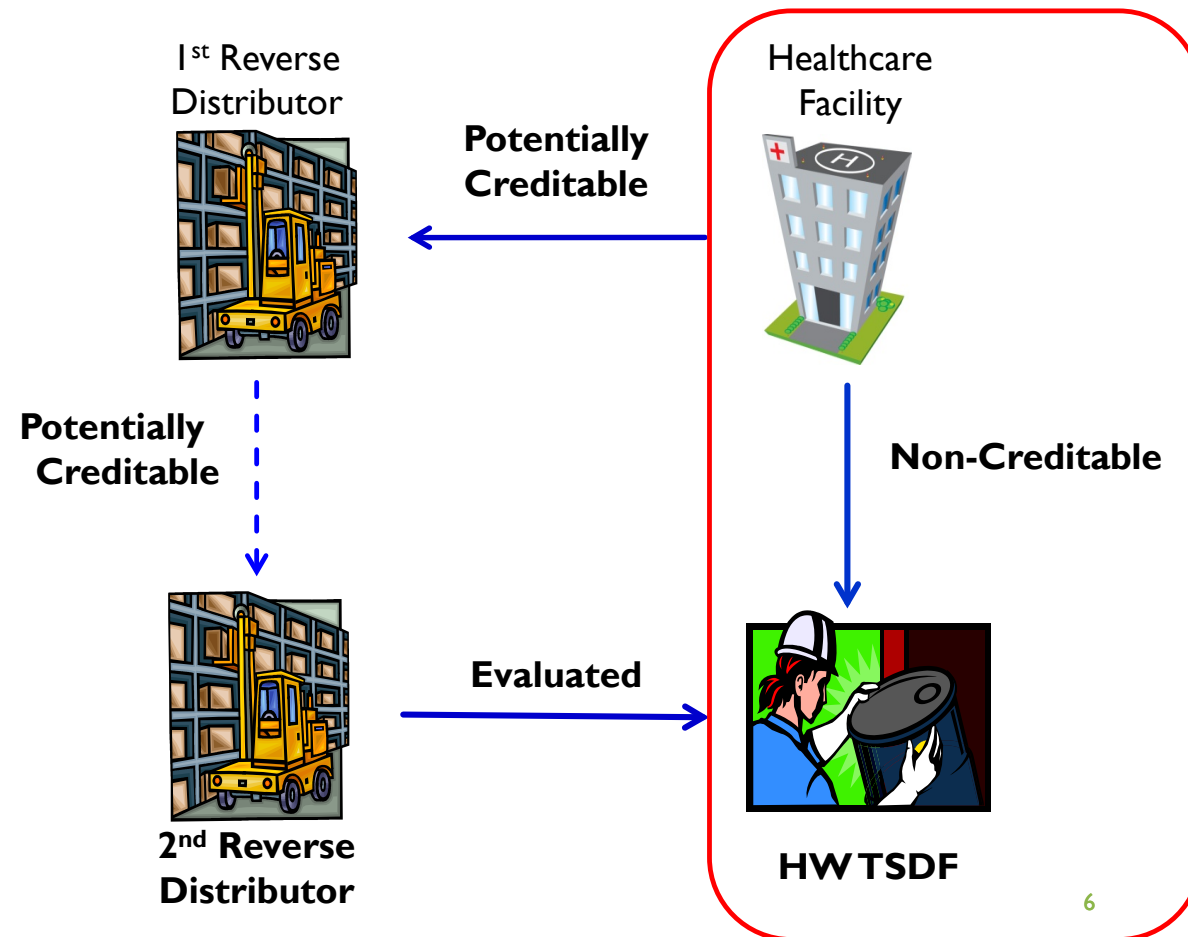 1st Reverse
Distributor
Healthcare
Facility
H
Potentially
Creditable
Potentially
Creditable
Non-Creditable
Evaluated
2nd Reverse
Distributor
HW TSDF
6